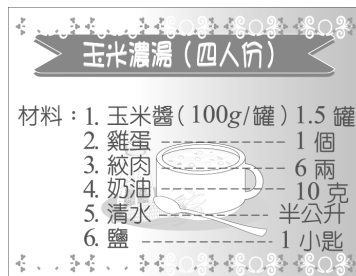 玉米濃湯（四人份）
材料：1. 玉米醬（100g/罐）1.5 罐
2. 雞蛋 ---------------- 1 個
3. 絞肉 ---------------- 6 兩
4. 奶油 ---------------- 10 克
5. 清水 -------------- 半公升
6. 鹽 ---------------- 1 小匙